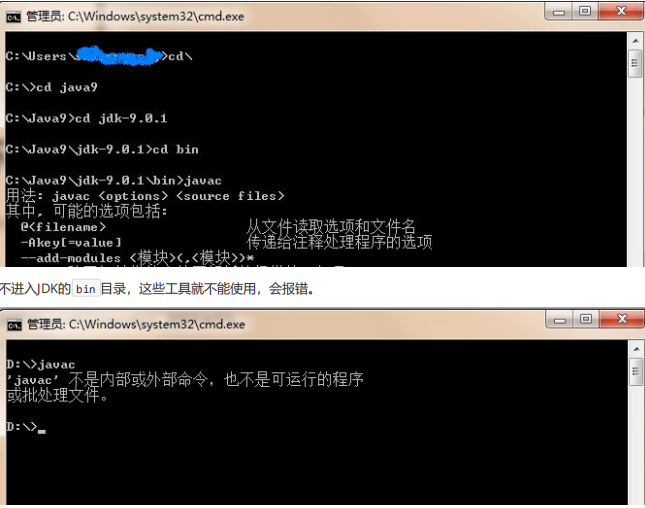 管理员: C:\Windows\system32\cmd.exe
C:\Users\>cd\
C:\>cd java9
C:\Java9>cd jdk-9.0.1
C:\Java9\jdk-9.0.1>cd bin
C:\Java9\jdk-9.0.1\bin>javac
用法: javac <options> <source files>
其中, 可能的选项包括:
@<filename> 从文件读取选项和文件名
-Akey[=value] 传递给注释处理程序的选项
--add-modules <模块>(,<模块>)*
不进入JDK的bin目录，这些工具就不能使用，会报错。
管理员: C:\Windows\system32\cmd.exe
D:\>javac
'javac' 不是内部或外部命令，也不是可运行的程序
或批处理文件。
D:\>_